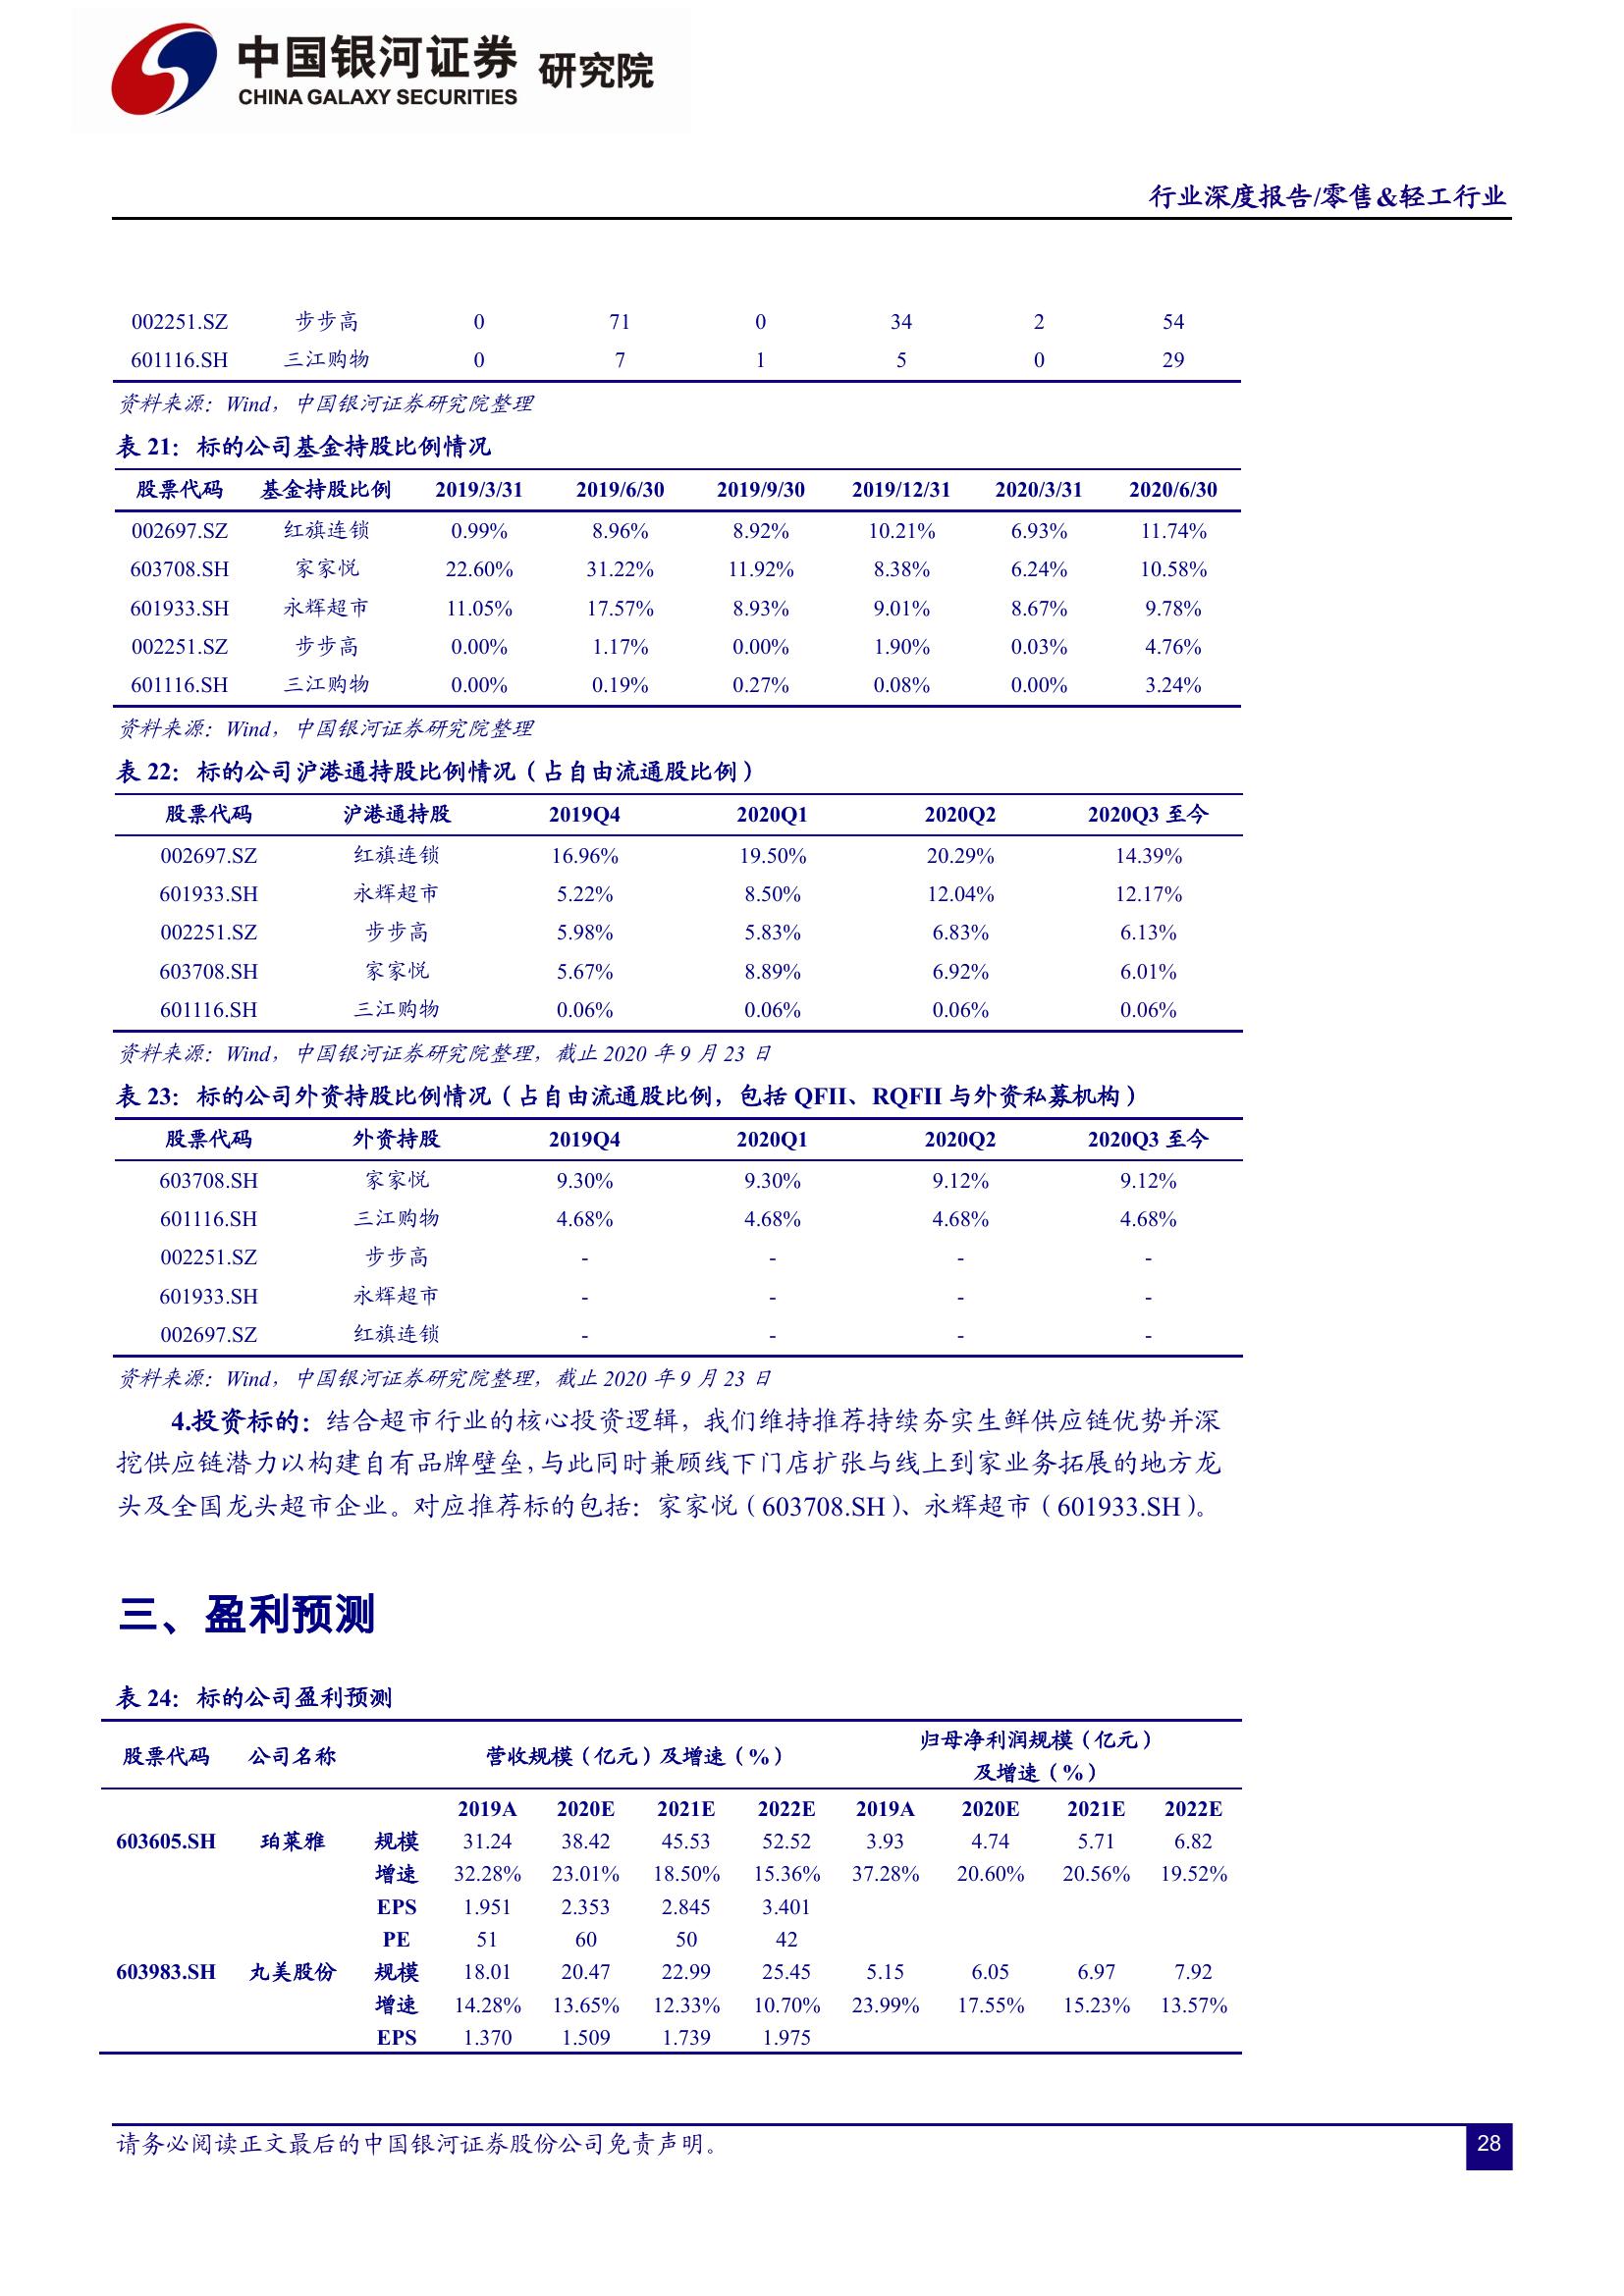 中国银河证券 研究院
CHINA GALAXY SECURITIES
行业深度报告/零售&轻工行业
002251.SZ 步步高 0 71 0 34 2 54
601116.SH 三江购物 0 7 1 5 0 29
资料来源：Wind，中国银河证券研究院整理
表 21：标的公司基金持股比例情况
股票代码 基金持股比例 2019/3/31 2019/6/30 2019/9/30 2019/12/31 2020/3/31 2020/6/30
002697.SZ 红旗连锁 0.99% 8.96% 8.92% 10.21% 6.93% 11.74%
603708.SH 家家悦 22.60% 31.22% 11.92% 8.38% 6.24% 10.58%
601933.SH 永辉超市 11.05% 17.57% 8.93% 9.01% 8.67% 9.78%
002251.SZ 步步高 0.00% 1.17% 0.00% 1.90% 0.03% 4.76%
601116.SH 三江购物 0.00% 0.19% 0.27% 0.08% 0.00% 3.24%
资料来源：Wind，中国银河证券研究院整理
表 22：标的公司沪港通持股比例情况（占自由流通股比例）
股票代码 沪港通持股 2019Q4 2020Q1 2020Q2 2020Q3 至今
002697.SZ 红旗连锁 16.96% 19.50% 20.29% 14.39%
601933.SH 永辉超市 5.22% 8.50% 12.04% 12.17%
002251.SZ 步步高 5.98% 5.83% 6.83% 6.13%
603708.SH 家家悦 5.67% 8.89% 6.92% 6.01%
601116.SH 三江购物 0.06% 0.06% 0.06% 0.06%
资料来源：Wind，中国银河证券研究院整理，截止 2020 年 9 月 23 日
表 23：标的公司外资持股比例情况（占自由流通股比例，包括 QFII、RQFII 与外资私募机构）
股票代码 外资持股 2019Q4 2020Q1 2020Q2 2020Q3 至今
603708.SH 家家悦 9.30% 9.30% 9.12% 9.12%
601116.SH 三江购物 4.68% 4.68% 4.68% 4.68%
002251.SZ 步步高 - - - -
601933.SH 永辉超市 - - - -
002697.SZ 红旗连锁 - - - -
资料来源：Wind，中国银河证券研究院整理，截止 2020 年 9 月 23 日
4.投资标的：结合超市行业的核心投资逻辑，我们维持推荐持续夯实生鲜供应链优势并深
挖供应链潜力以构建自有品牌壁垒，与此同时兼顾线下门店扩张与线上到家业务拓展的地方龙
头及全国龙头超市企业。对应推荐标的包括：家家悦（603708.SH）、永辉超市（601933.SH）。
三、盈利预测
表 24：标的公司盈利预测
股票代码 公司名称 营收规模（亿元）及增速（%） 归母净利润规模（亿元）
及增速（%）
2019A 2020E 2021E 2022E 2019A 2020E 2021E 2022E
603605.SH 珀莱雅 规模 31.24 38.42 45.53 52.52 3.93 4.74 5.71 6.82
增速 32.28% 23.01% 18.50% 15.36% 37.28% 20.60% 20.56% 19.52%
EPS 1.951 2.353 2.845 3.401
PE 51 60 50 42
603983.SH 丸美股份 规模 18.01 20.47 22.99 25.45 5.15 6.05 6.97 7.92
增速 14.28% 13.65% 12.33% 10.70% 23.99% 17.55% 15.23% 13.57%
EPS 1.370 1.509 1.739 1.975
请务必阅读正文最后的中国银河证券股份公司免责声明。
28